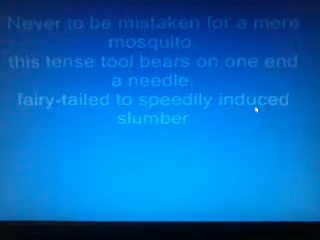 Never to be mistaken for a mere
mosquito,
this tense tool bears on one end
a needle,
fairy-tailed to speedily induced
slumber